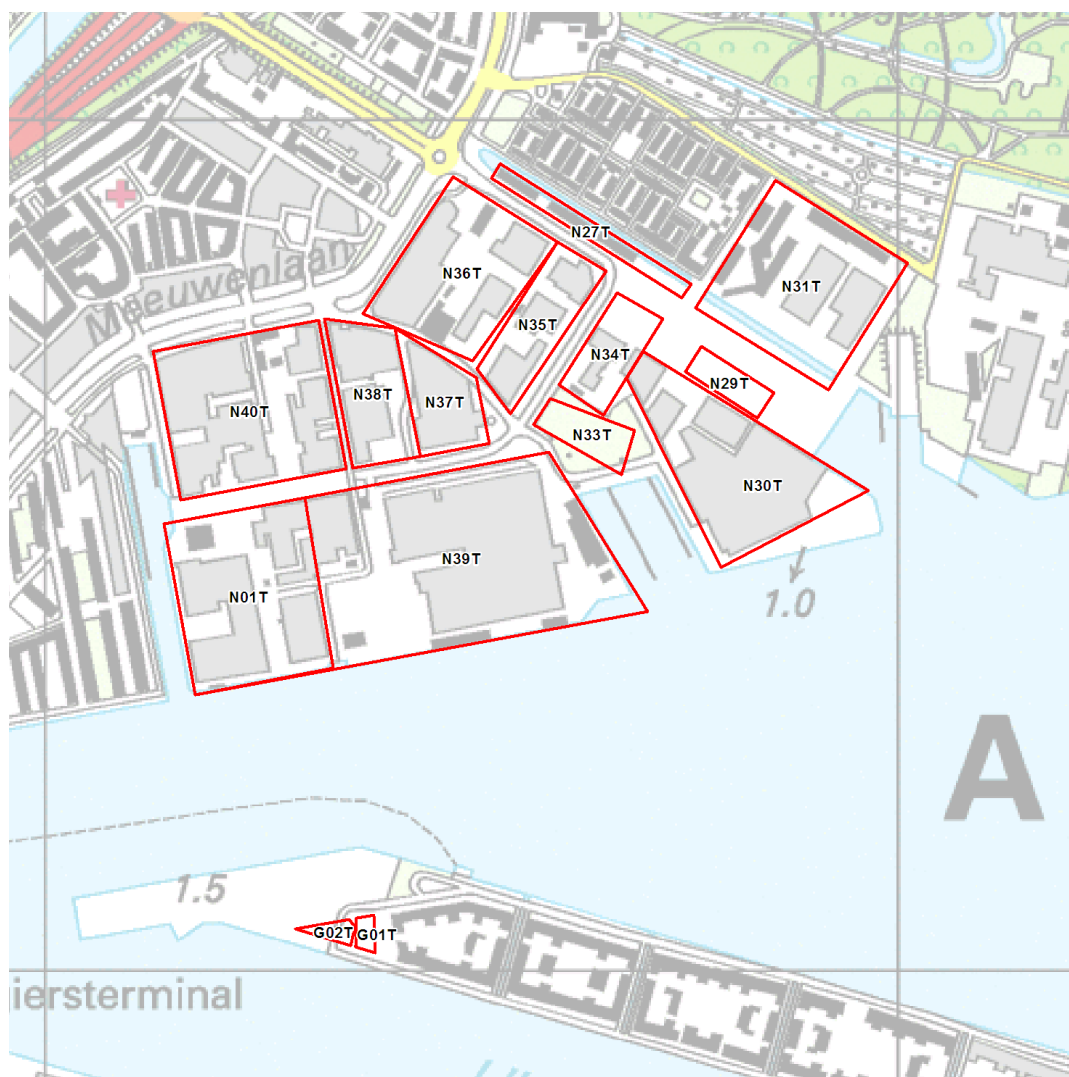 N27T
N36T
N31T
Meeuwenlaan
N35T
N34T
N29T
N38T
N37T
N40T
N33T
N30T
N39T
N01T
1.0
A
1.5
G02T
G01T
iersterminal